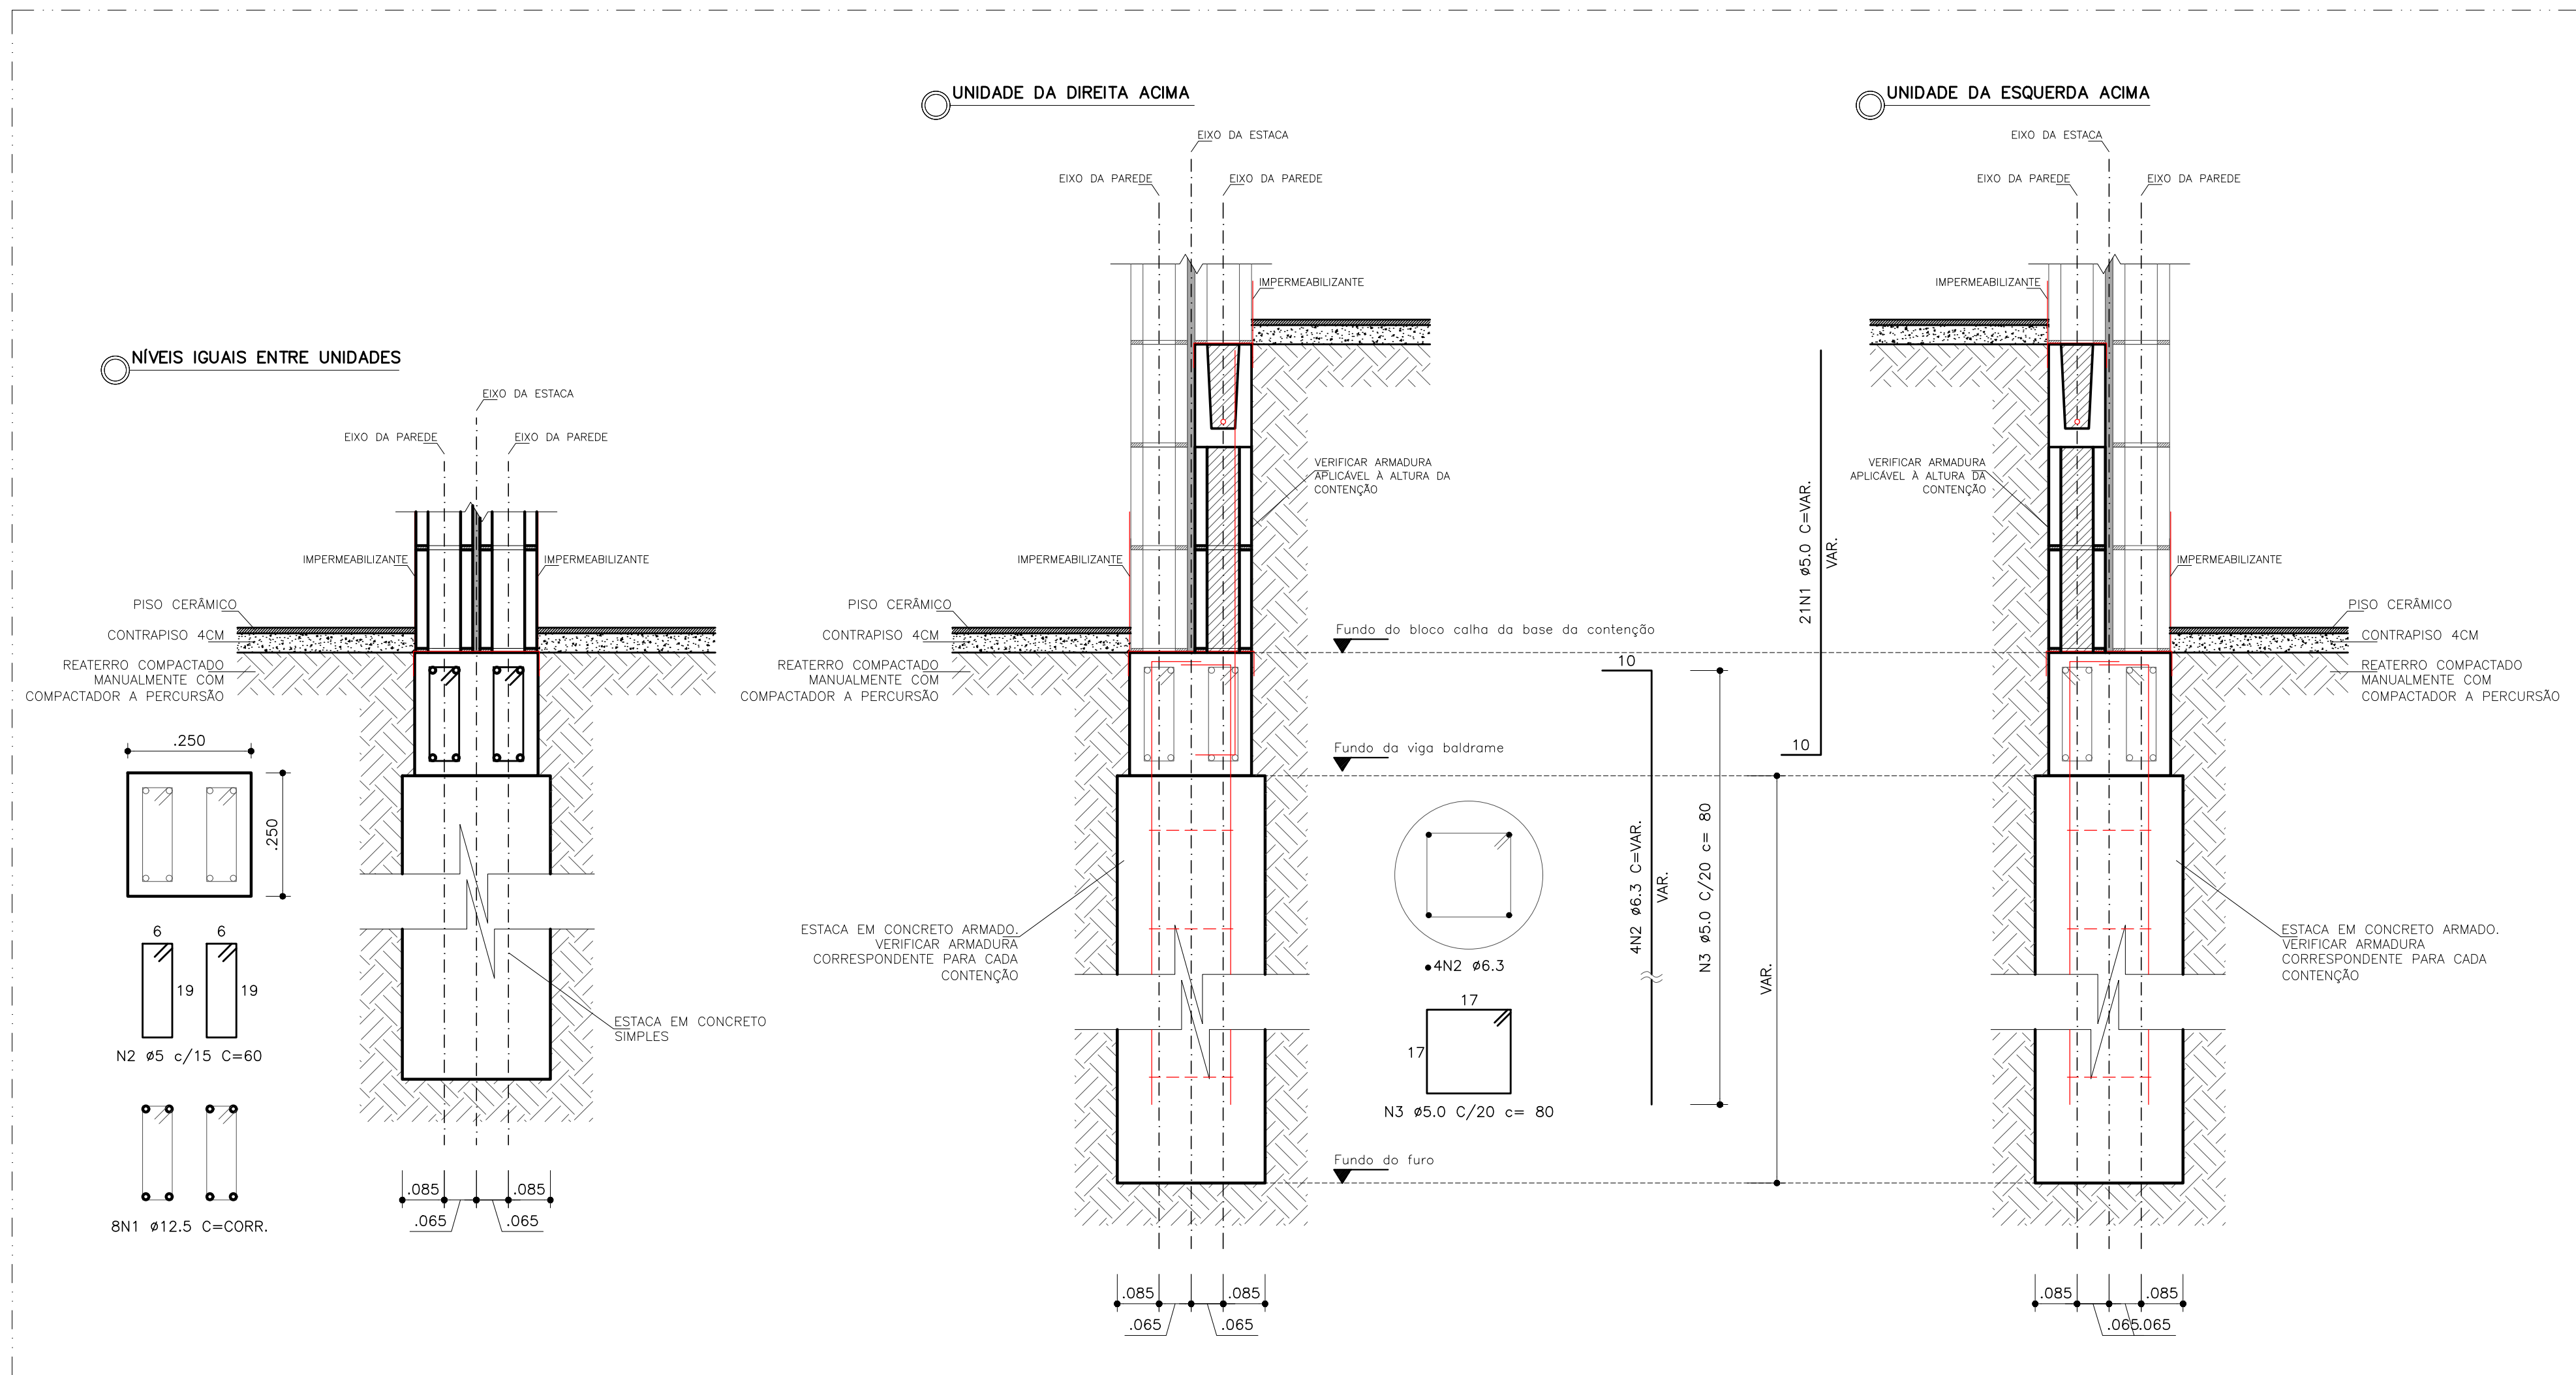 NÍVEIS IGUAIS ENTRE UNIDADES
EIXO DA ESTACA
EIXO DA PAREDE
EIXO DA PAREDE
IMPERMEABILIZANTE
IMPERMEABILIZANTE
PISO CERÂMICO
CONTRAPISO 4CM
REATERRO COMPACTADO
MANUALMENTE COM
COMPACTADOR A PERCURSÃO
.250
.250
6
6
19
19
N2 ø5 c/15 C=60
8N1 ø12.5 C=CORR.
ESTACA EM CONCRETO
SIMPLES
.085
.085
.065
.065
UNIDADE DA DIREITA ACIMA
EIXO DA ESTACA
EIXO DA PAREDE
EIXO DA PAREDE
IMPERMEABILIZANTE
VERIFICAR ARMADURA
APLICÁVEL À ALTURA DA
CONTENÇÃO
IMPERMEABILIZANTE
PISO CERÂMICO
CONTRAPISO 4CM
REATERRO COMPACTADO
MANUALMENTE COM
COMPACTADOR A PERCURSÃO
ESTACA EM CONCRETO ARMADO.
VERIFICAR ARMADURA
CORRESPONDENTE PARA CADA
CONTENÇÃO
.085
.085
.065
.065
Fundo do bloco calha da base da contenção
Fundo da viga baldrame
4N2 ø6.3
17
17
N3 ø5.0 C/20 c= 80
Fundo do furo
10
4N2 ø6.3 C=VAR.
VAR.
N3 ø5.0 C/20 c= 80
VAR.
21N1 ø5.0 C=VAR.
VAR.
10
UNIDADE DA ESQUERDA ACIMA
EIXO DA ESTACA
EIXO DA PAREDE
EIXO DA PAREDE
IMPERMEABILIZANTE
VERIFICAR ARMADURA
APLICÁVEL À ALTURA DA
CONTENÇÃO
IMPERMEABILIZANTE
PISO CERÂMICO
CONTRAPISO 4CM
REATERRO COMPACTADO
MANUALMENTE COM
COMPACTADOR A PERCURSÃO
ESTACA EM CONCRETO ARMADO.
VERIFICAR ARMADURA
CORRESPONDENTE PARA CADA
CONTENÇÃO
.085
.085
.065
.065